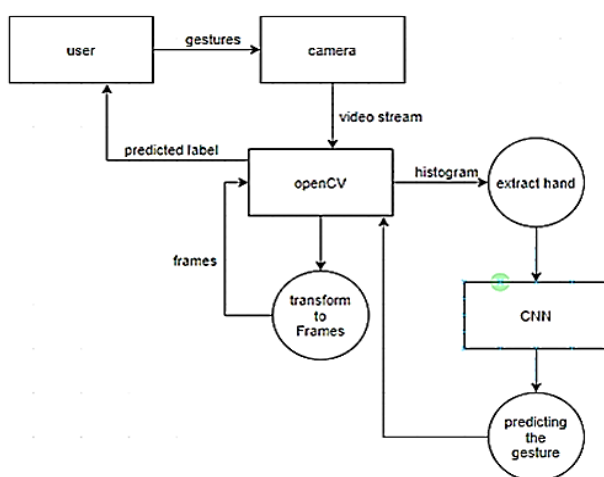 user
gestures
camera
video stream
predicted label
openCV
histogram
extract hand
frames
transform
to
Frames
CNN
predicting
the
gesture